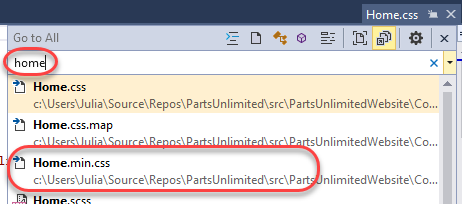 Home.css
Go to All
home
Home.css
c:\Users\Julia\Source\Repos\PartsUnlimited\src\PartsUnlimitedWebsite\Co...
Home.css.map
c:\Users\Julia\Source\Repos\PartsUnlimited\src\PartsUnlimitedWebsite\Co...
Home.min.css
c:\Users\Julia\Source\Repos\PartsUnlimited\src\PartsUnlimitedWebsite\Co...
Home.scss